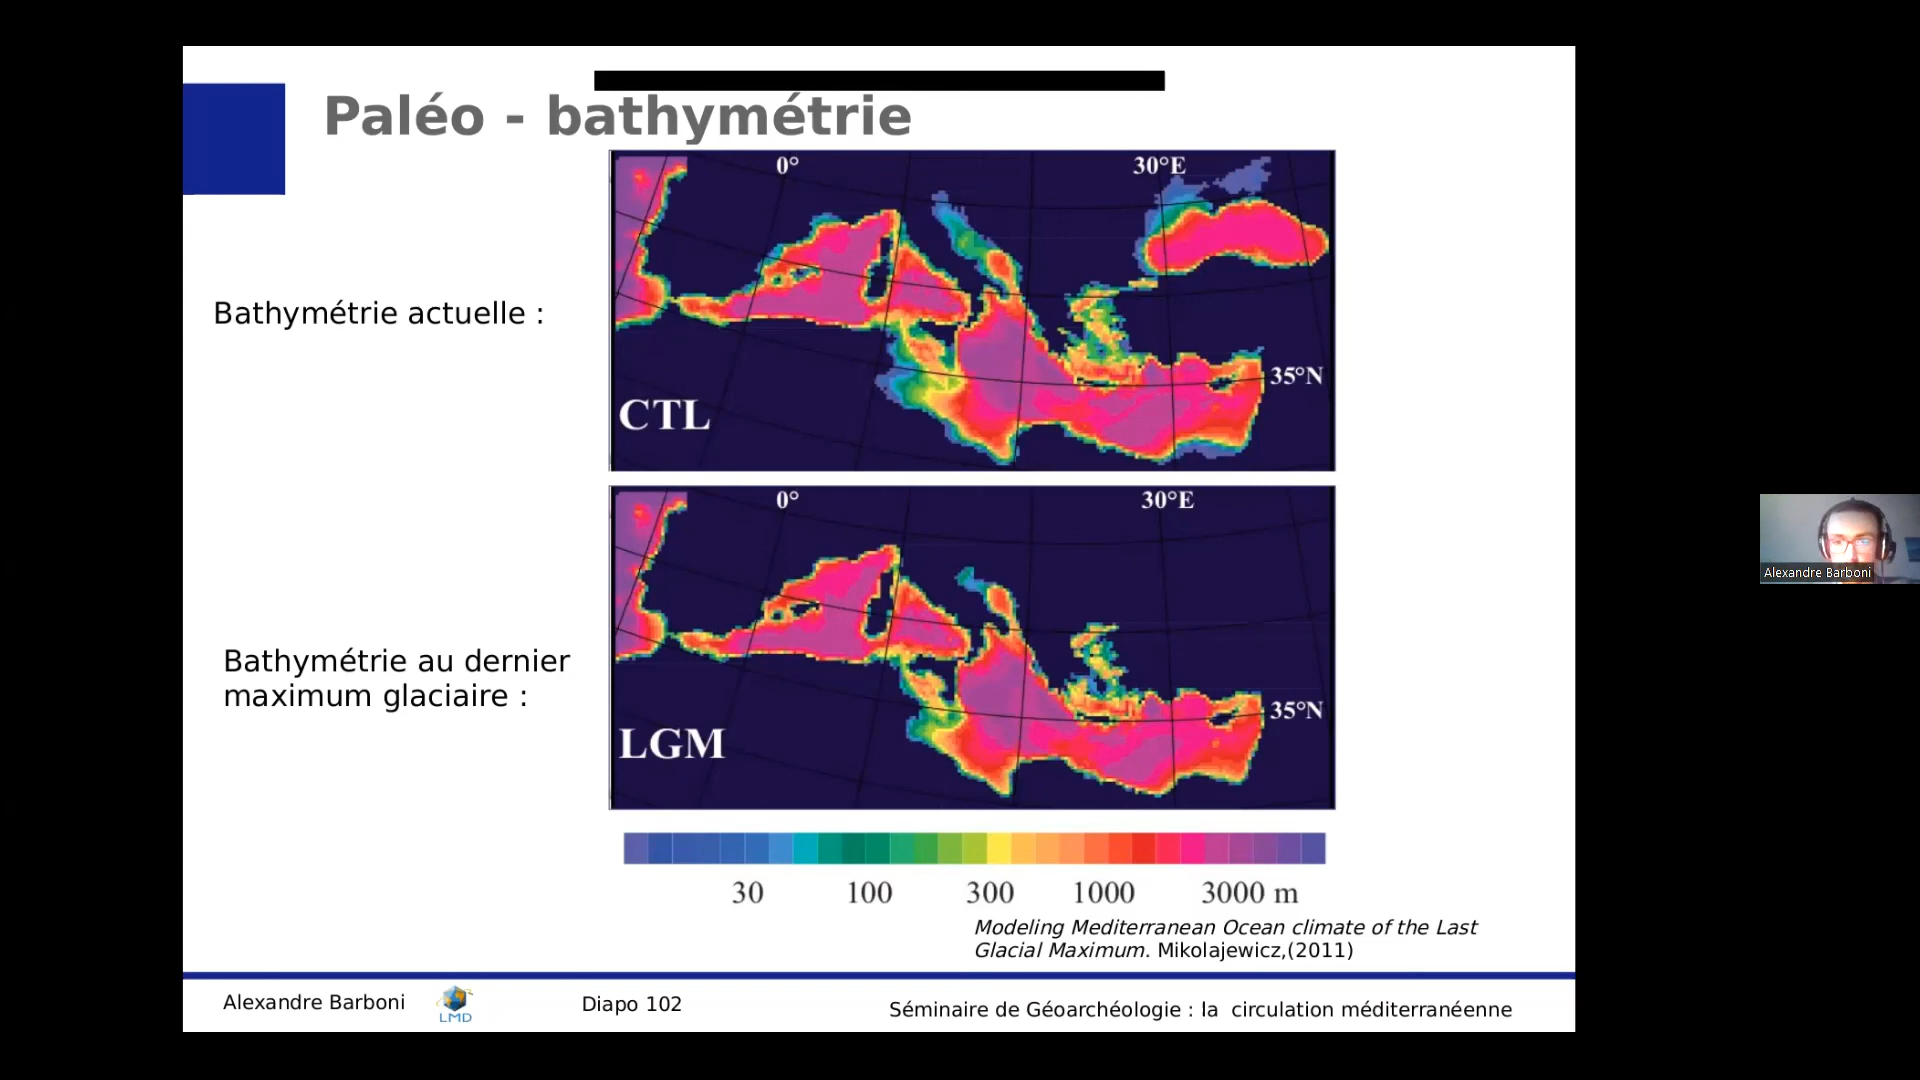 Paléo - bathymétrie
0°
30°E
Bathymétrie actuelle :
35°N
CTL
0°
30°E
Bathymétrie au dernier
maximum glaciaire :
35°N
LGM
30 100 300 1000 3000 m
Modeling Mediterranean Ocean climate of the Last
Glacial Maximum. Mikolajewicz,(2011)
Alexandre Barboni
LMD
Diapo 102
Séminaire de Géoarchéologie : la circulation méditerranéenne
Alexandre Barboni